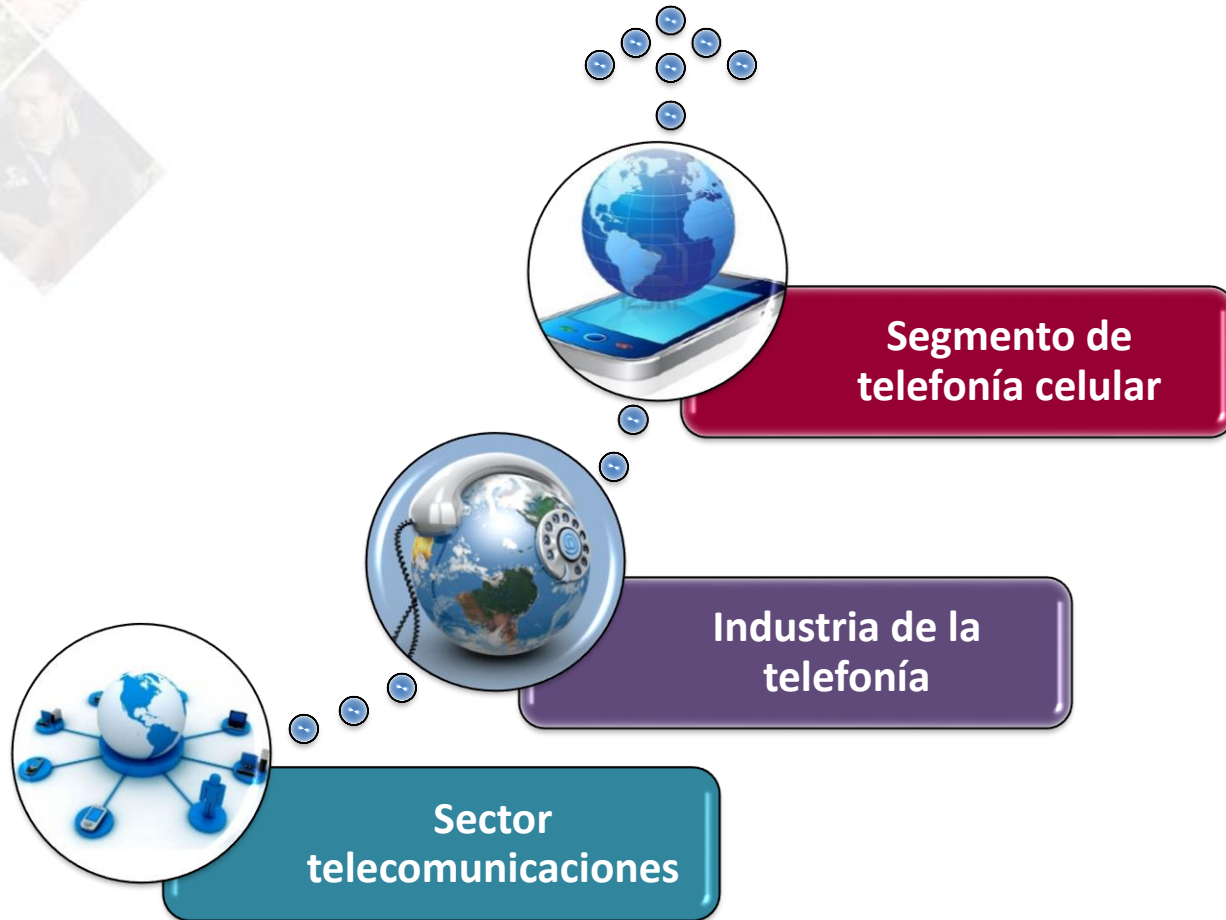 Segmento de
telefonía celular
Industria de la
telefonía
Sector
telecomunicaciones